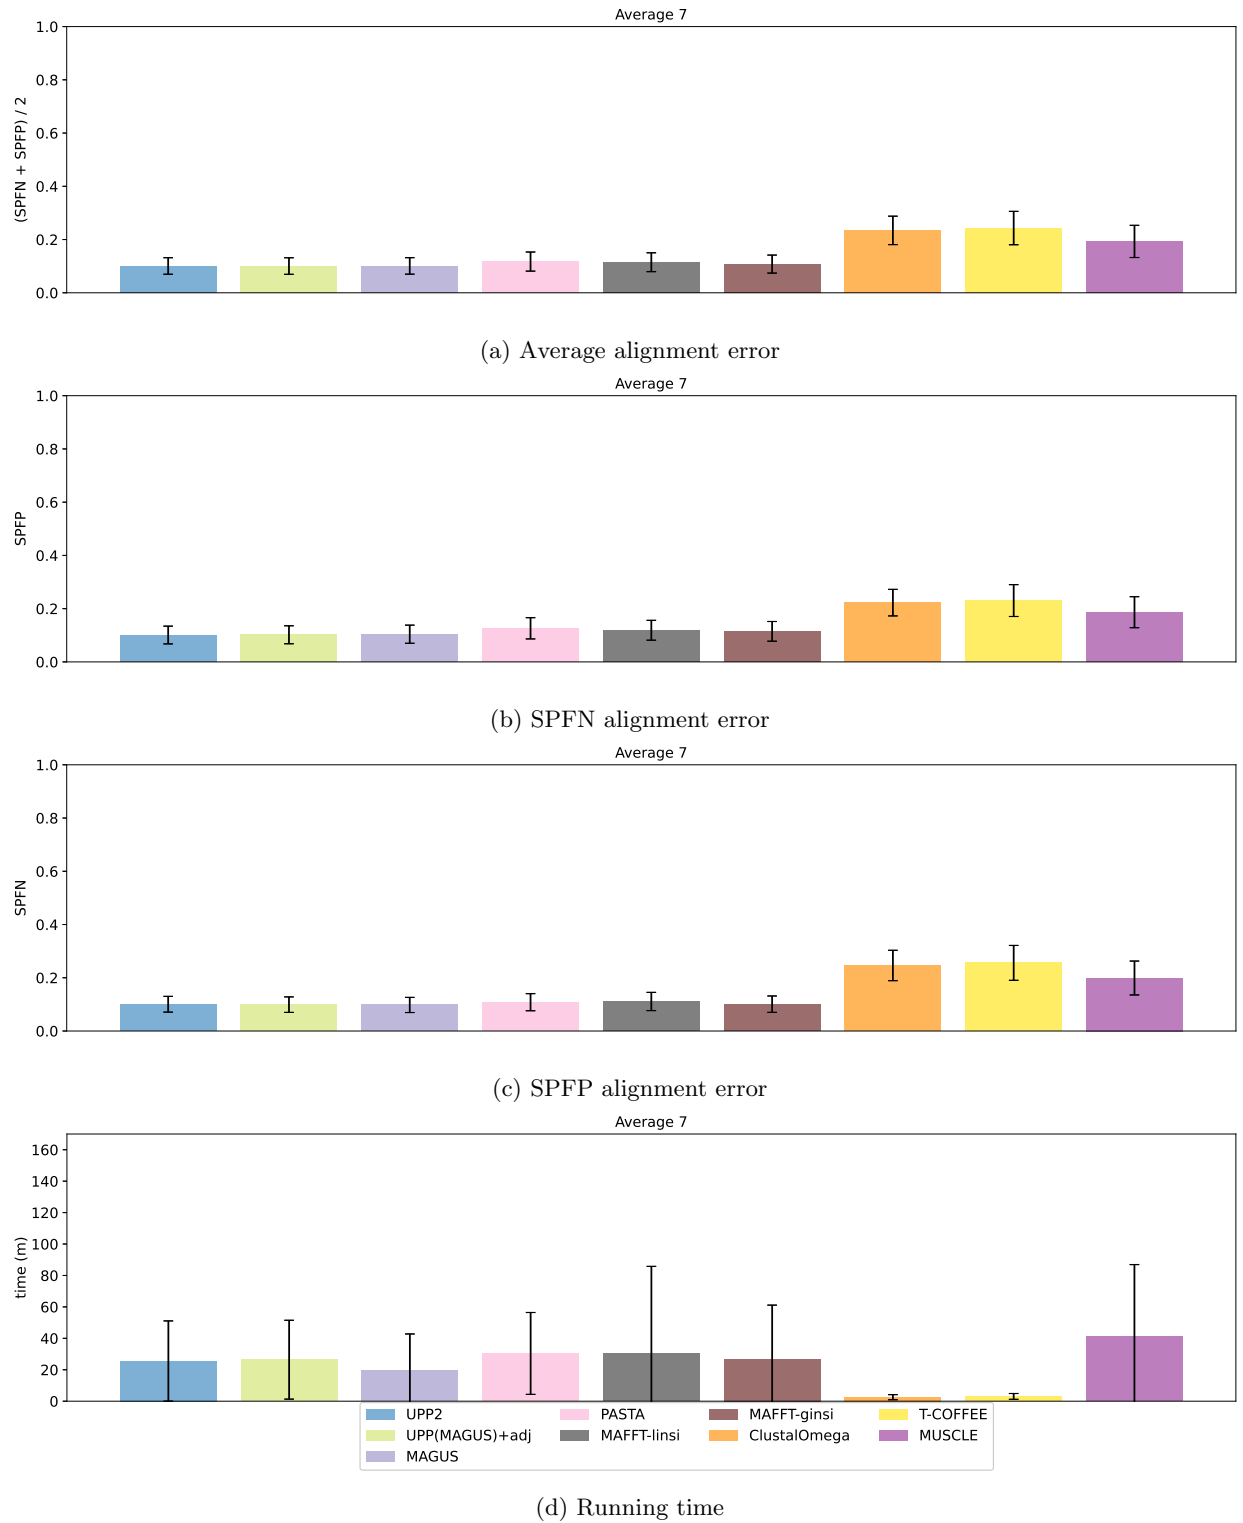 Average 7
1.0
0.8
0.6
0.4
0.2
0.0
(SPFN + SPFP) / 2
(a) Average alignment error
Average 7
1.0
0.8
0.6
0.4
0.2
0.0
SPFP
(b) SPFN alignment error
Average 7
1.0
0.8
0.6
0.4
0.2
0.0
SPFN
(c) SPFP alignment error
Average 7
160
140
120
100
80
60
40
20
0
time (m)
UPP2
UPP(MAGUS)+adj
MAGUS
PASTA
MAFFT-linsi
MAFFT-ginsi
ClustalOmega
T-COFFEE
MUSCLE
(d) Running time